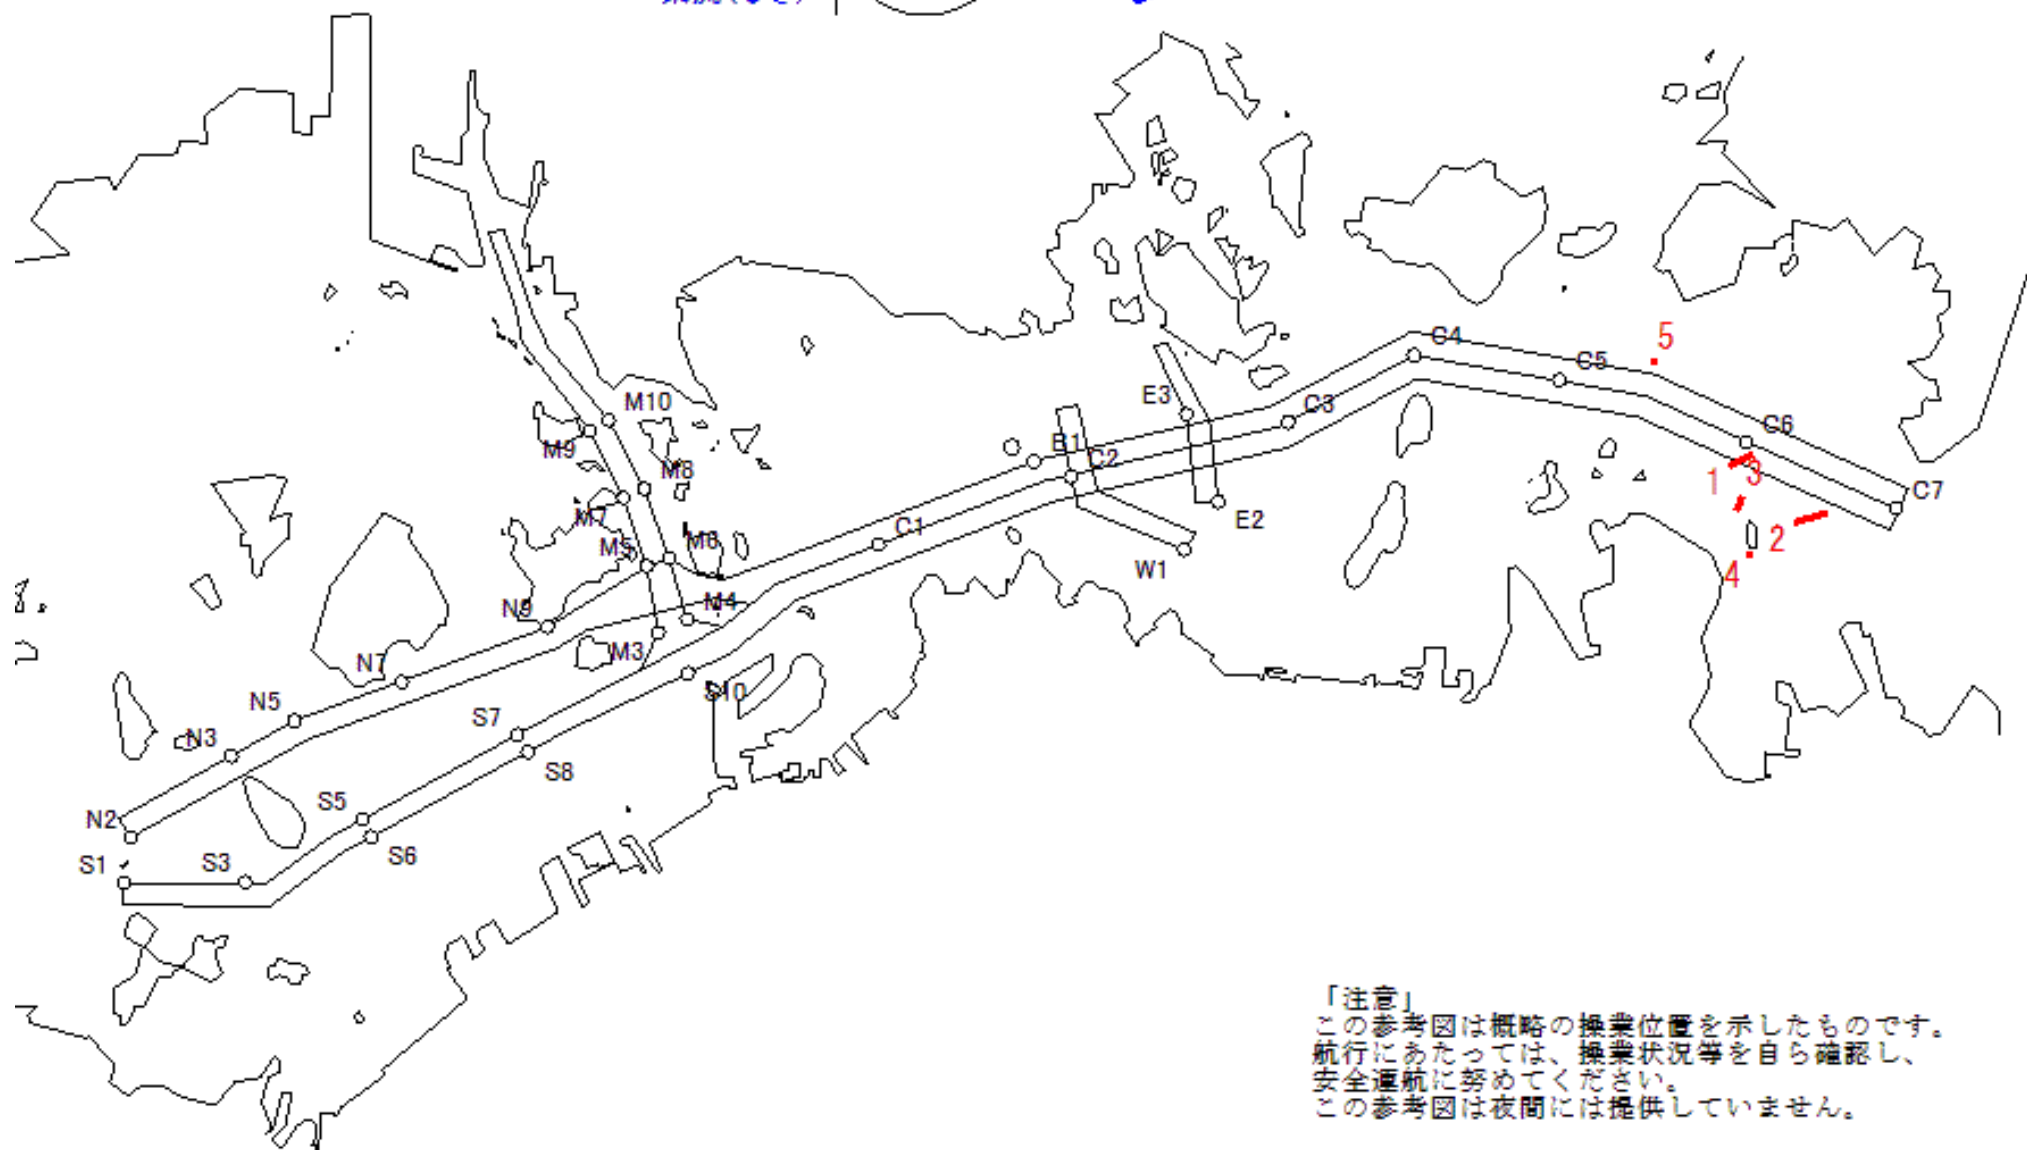 C4
5
C5
E3
M10
C3
C6
B1
M9
C2
M8
1
3
C7
M7
E2
C1
2
M5
M6
W1
4
N9
M4
M3
N7
S10
N5
S7
N3
S8
S5
N2
S6
S1
S3
「注意」
この参考図は概略の操業位置を示したものです。
航行にあたっては、操業状況等を自ら確認し、
安全運航に努めてください。
この参考図は夜間には提供していません。